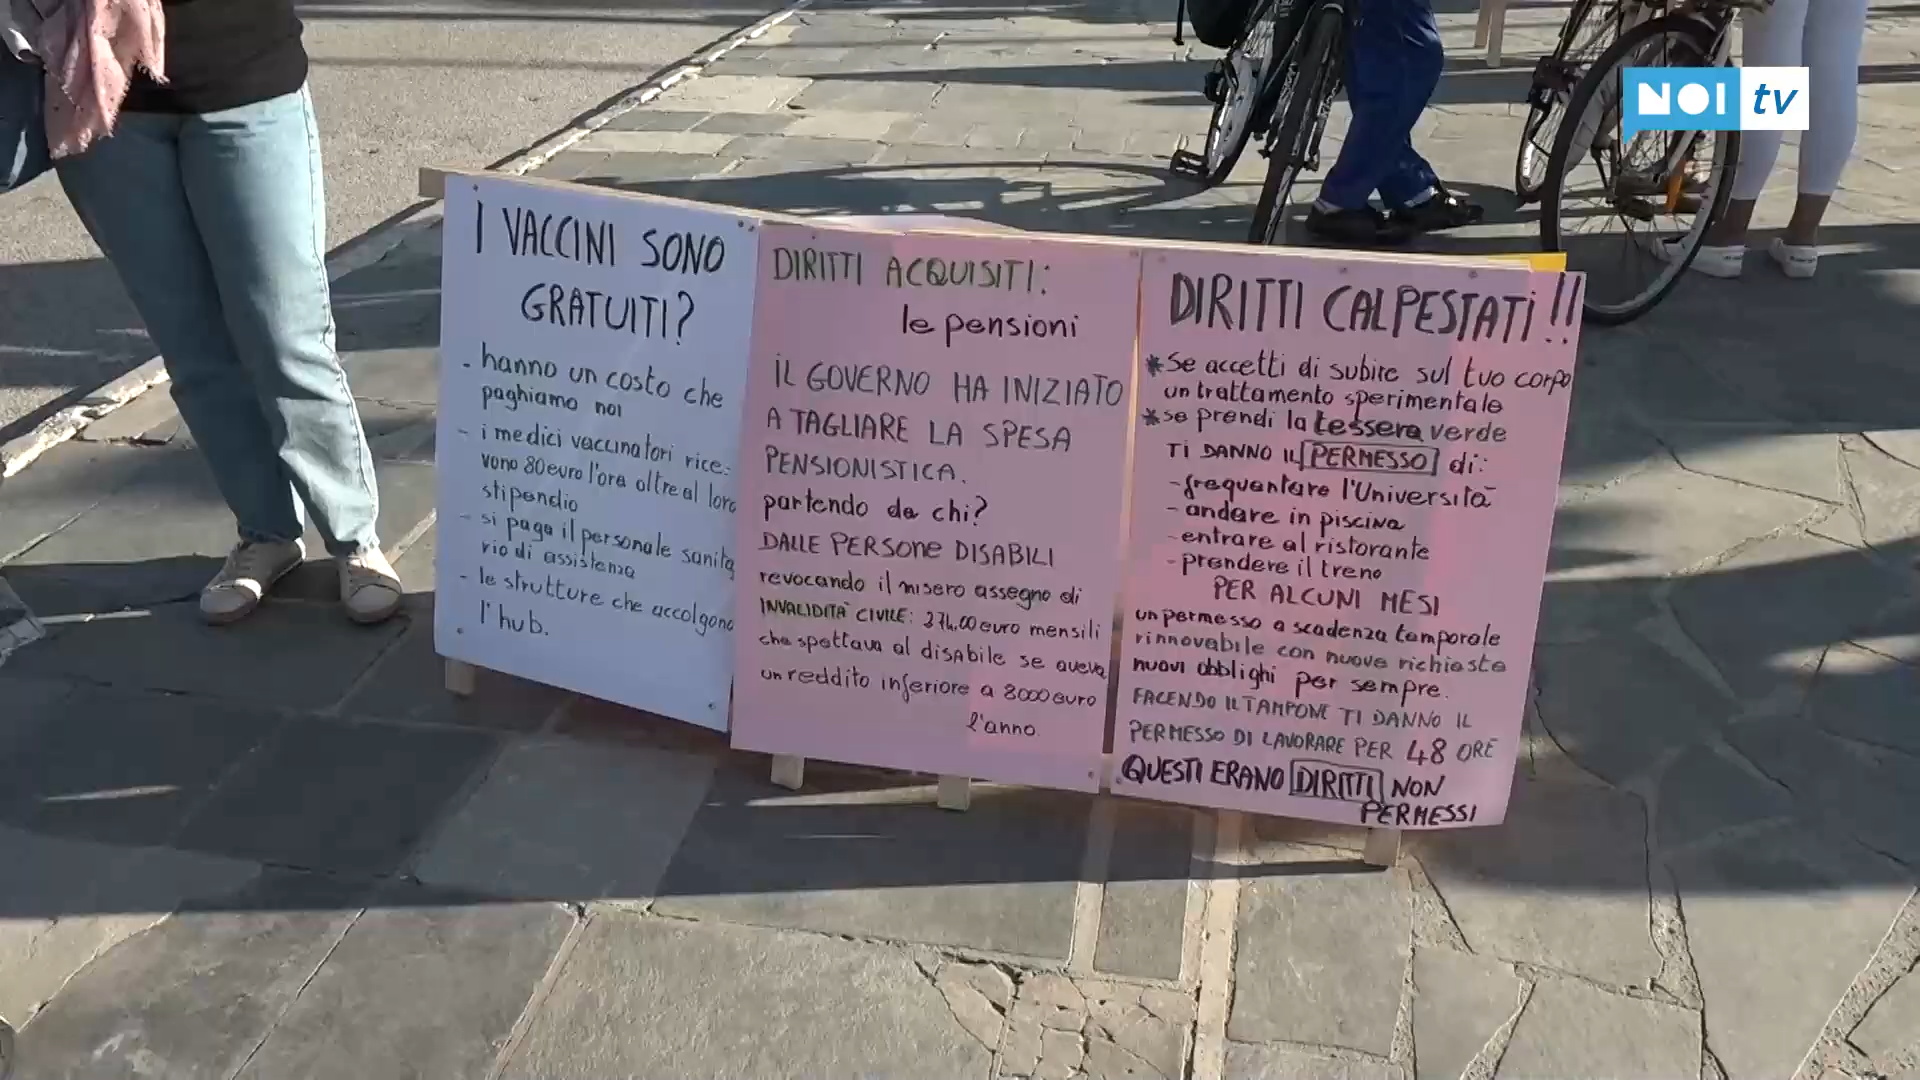 NOI tv
I VACCINI SONO
GRATUITI?
- hanno un costo che
paghiamo noi
- i medici vaccinatori rice-
vono 80 euro l'ora oltre al loro
stipendio
- si paga il personale sanita
rio di assistenza
- le strutture che accolgono
l'hub.
DIRITTI ACQUISITI:
le pensioni
IL GOVERNO HA INIZIATO
A TAGLIARE LA SPESA
PENSIONISTICA.
partendo da chi?
DALLE PERSONE DISABILI
revocando il misero assegno di
INVALIDITÀ CIVILE: 274,00 euro mensili
che spettava al disabile se aveva
un reddito inferiore a 8000 euro
l'anno.
DIRITTI CALPESTATI!!
*Se accetti di subire sul tuo corpo
un trattamento sperimentale
*se prendi la tessera verde
TI DANNO IL PERMESSO di:
- frequentare l'Università
- andare in piscina
- entrare al ristorante
- prendere il treno
PER ALCUNI MESI
un permesso a scadenza temporale
rinnovabile con nuove richieste
nuovi obblighi per sempre.
FACENDO IL TAMPONE TI DANNO IL
PERMESSO DI LAVORARE PER 48 ORE
QUESTI ERANO DIRITTI NON
PERMESSI